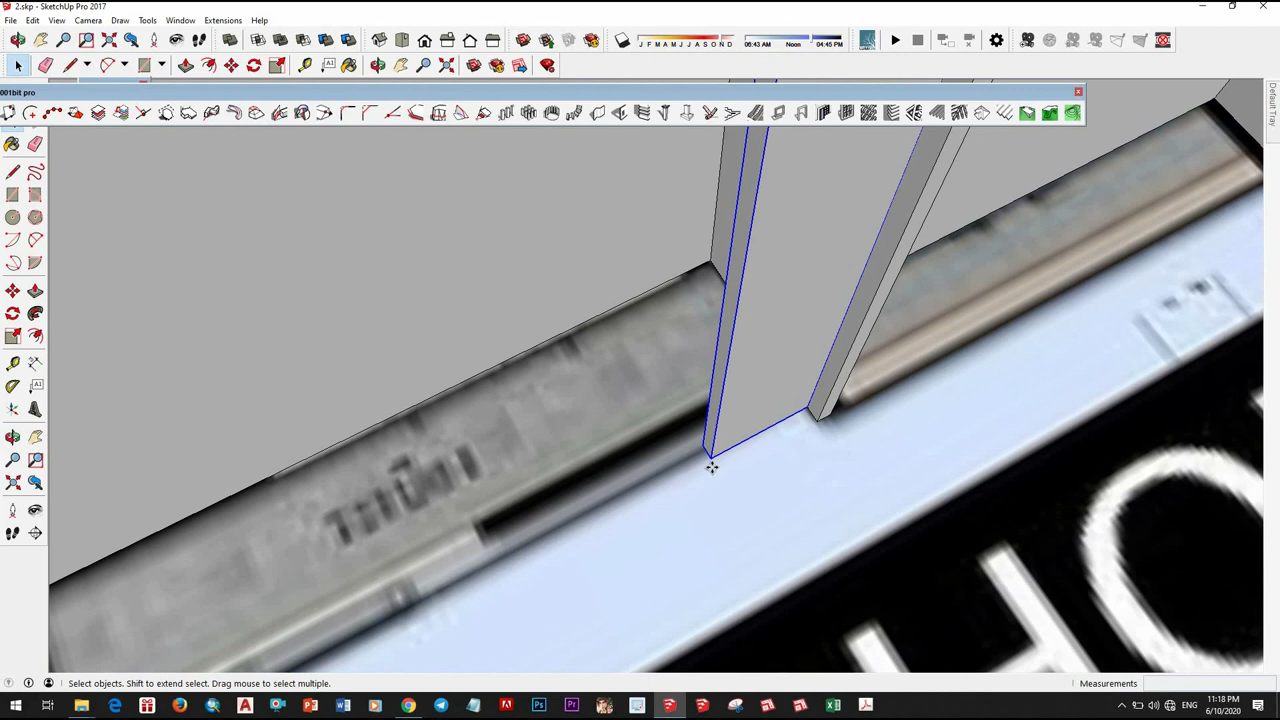 2.skp - SketchUp Pro 2017
File Edit View Camera Draw Tools Window Extensions Help
J F M A M J J A S O N D
06:43 AM Noon 04:45 PM
001bit pro
Default Tray
HO
Select objects. Shift to extend select. Drag mouse to select multiple.
Measurements
ENG
11:18 PM
6/10/2020